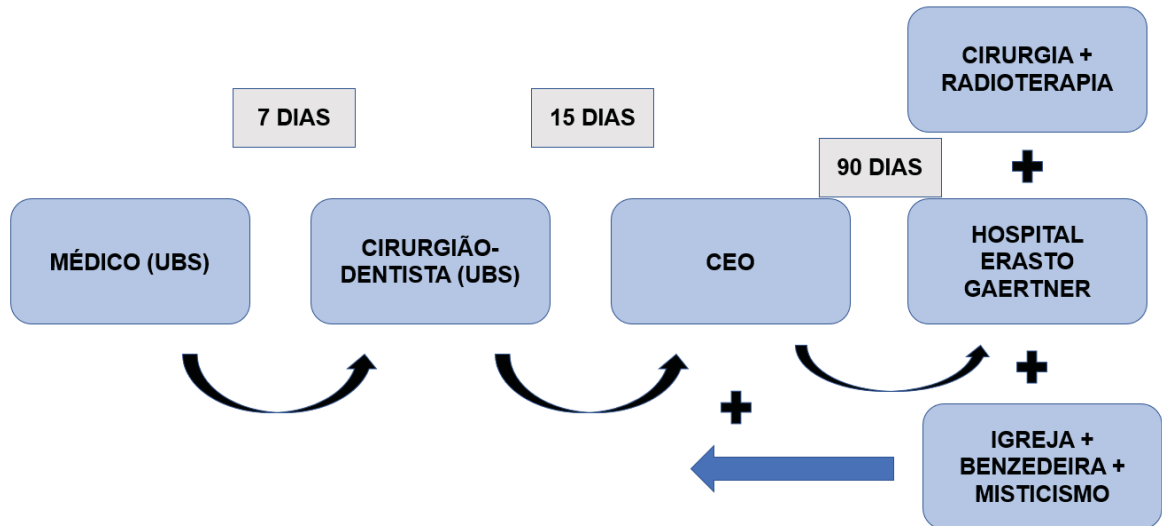 CIRURGIA +
RADIOTERAPIA
7 DIAS
15 DIAS
90 DIAS
MÉDICO (UBS)
CIRURGIÃO-
DENTISTA (UBS)
CEO
HOSPITAL
ERASTO
GAERTNER
IGREJA +
BENZEDEIRA +
MISTICISMO